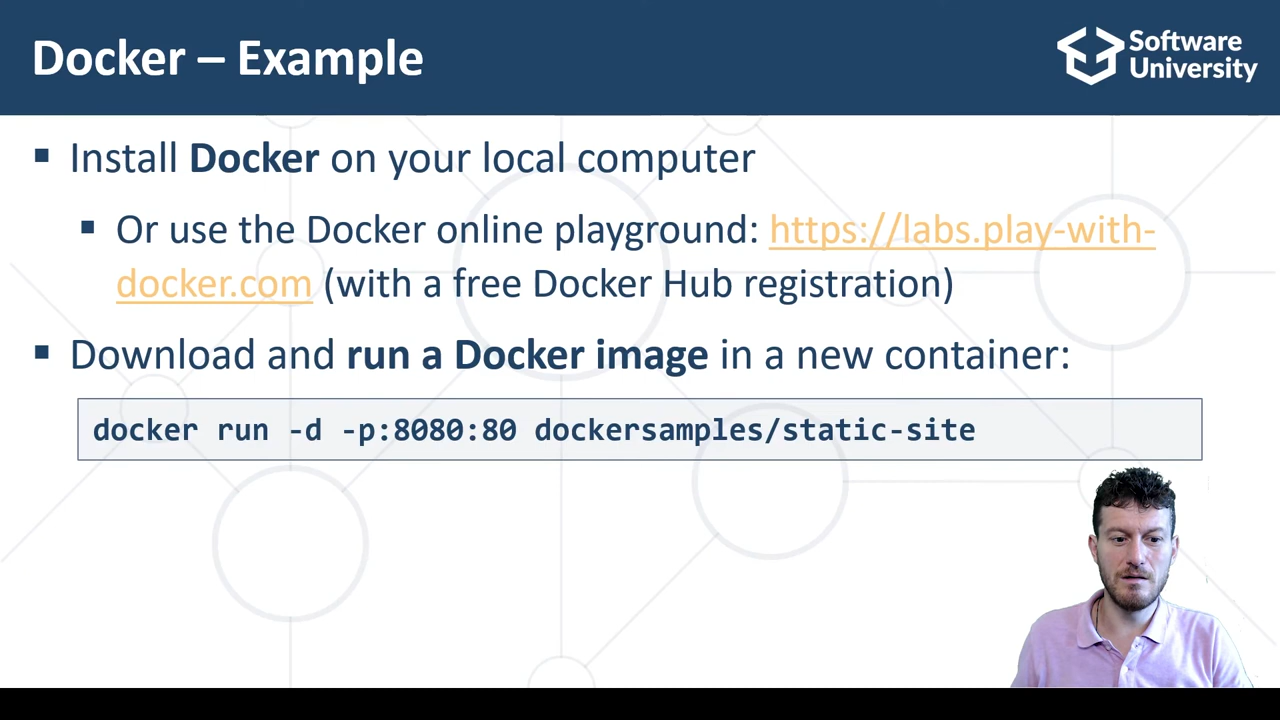 Docker – Example
Software
University
Install Docker on your local computer
Or use the Docker online playground: https://labs.play-with-
docker.com (with a free Docker Hub registration)
Download and run a Docker image in a new container:
docker run -d -p:8080:80 dockersamples/static-site